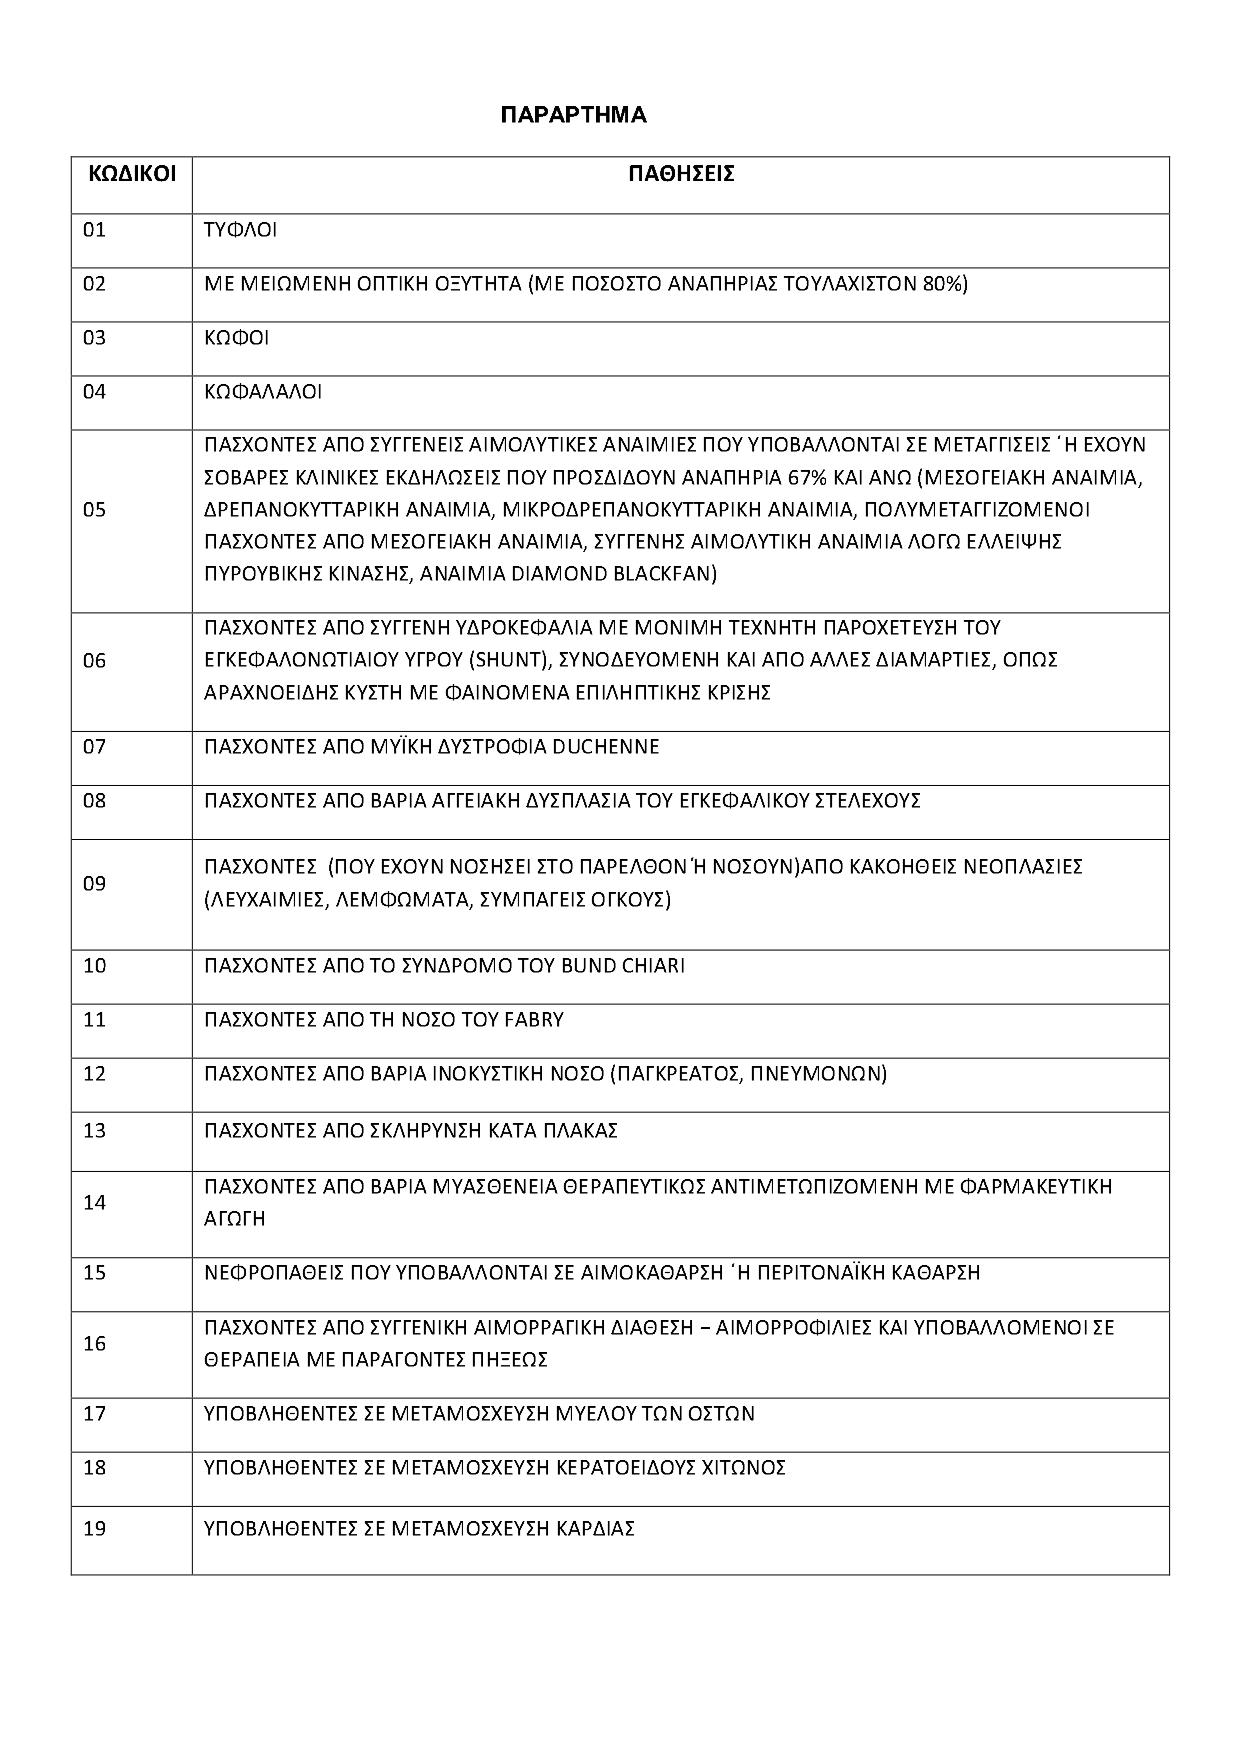 ΠΑΡΑΡΤΗΜΑ
ΚΩΔΙΚΟΙ ΠΑΘΗΣΕΙΣ
01 ΤΥΦΛΟΙ
02 ΜΕ ΜΕΙΩΜΕΝΗ ΟΠΤΙΚΗ ΟΞΥΤΗΤΑ (ΜΕ ΠΟΣΟΣΤΟ ΑΝΑΠΗΡΙΑΣ ΤΟΥΛΑΧΙΣΤΟΝ 80%)
03 ΚΩΦΟΙ
04 ΚΩΦΑΛΑΛΟΙ
05 ΠΑΣΧΟΝΤΕΣ ΑΠΟ ΣΥΓΓΕΝΕΙΣ ΑΙΜΟΛΥΤΙΚΕΣ ΑΝΑΙΜΙΕΣ ΠΟΥ ΥΠΟΒΑΛΛΟΝΤΑΙ ΣΕ ΜΕΤΑΓΓΙΣΕΙΣ ΄Η ΕΧΟΥΝ
ΣΟΒΑΡΕΣ ΚΛΙΝΙΚΕΣ ΕΚΔΗΛΩΣΕΙΣ ΠΟΥ ΠΡΟΣΔΙΔΟΥΝ ΑΝΑΠΗΡΙΑ 67% ΚΑΙ ΑΝΩ (ΜΕΣΟΓΕΙΑΚΗ ΑΝΑΙΜΙΑ,
ΔΡΕΠΑΝΟΚΥΤΤΑΡΙΚΗ ΑΝΑΙΜΙΑ, ΜΙΚΡΟΔΡΕΠΑΝΟΚΥΤΤΑΡΙΚΗ ΑΝΑΙΜΙΑ, ΠΟΛΥΜΕΤΑΓΓΙΖΟΜΕΝΟΙ
ΠΑΣΧΟΝΤΕΣ ΑΠΟ ΜΕΣΟΓΕΙΑΚΗ ΑΝΑΙΜΙΑ, ΣΥΓΓΕΝΗΣ ΑΙΜΟΛΥΤΙΚΗ ΑΝΑΙΜΙΑ ΛΟΓΩ ΕΛΛΕΙΨΗΣ
ΠΥΡΟΥΒΙΚΗΣ ΚΙΝΑΣΗΣ, ΑΝΑΙΜΙΑ DIAMOND BLACKFAN)
06 ΠΑΣΧΟΝΤΕΣ ΑΠΟ ΣΥΓΓΕΝΗ ΥΔΡΟΚΕΦΑΛΙΑ ΜΕ ΜΟΝΙΜΗ ΤΕΧΝΗΤΗ ΠΑΡΟΧΕΤΕΥΣΗ ΤΟΥ
ΕΓΚΕΦΑΛΟΝΩΤΙΑΙΟΥ ΥΓΡΟΥ (SHUNT), ΣΥΝΟΔΕΥΟΜΕΝΗ ΚΑΙ ΑΠΟ ΑΛΛΕΣ ΔΙΑΜΑΡΤΙΕΣ, ΟΠΩΣ
ΑΡΑΧΝΟΕΙΔΗΣ ΚΥΣΤΗ ΜΕ ΦΑΙΝΟΜΕΝΑ ΕΠΙΛΗΠΤΙΚΗΣ ΚΡΙΣΗΣ
07 ΠΑΣΧΟΝΤΕΣ ΑΠΟ ΜΥΪΚΗ ΔΥΣΤΡΟΦΙΑ DUCHENNE
08 ΠΑΣΧΟΝΤΕΣ ΑΠΟ ΒΑΡΙΑ ΑΓΓΕΙΑΚΗ ΔΥΣΠΛΑΣΙΑ ΤΟΥ ΕΓΚΕΦΑΛΙΚΟΥ ΣΤΕΛΕΧΟΥΣ
09 ΠΑΣΧΟΝΤΕΣ (ΠΟΥ ΕΧΟΥΝ ΝΟΣΗΣΕΙ ΣΤΟ ΠΑΡΕΛΘΟΝ Ή ΝΟΣΟΥΝ)ΑΠΟ ΚΑΚΟΗΘΕΙΣ ΝΕΟΠΛΑΣΙΕΣ
(ΛΕΥΧΑΙΜΙΕΣ, ΛΕΜΦΩΜΑΤΑ, ΣΥΜΠΑΓΕΙΣ ΟΓΚΟΥΣ)
10 ΠΑΣΧΟΝΤΕΣ ΑΠΟ ΤΟ ΣΥΝΔΡΟΜΟ ΤΟΥ BUND CHIARI
11 ΠΑΣΧΟΝΤΕΣ ΑΠΟ ΤΗ ΝΟΣΟ ΤΟΥ FABRY
12 ΠΑΣΧΟΝΤΕΣ ΑΠΟ ΒΑΡΙΑ ΙΝΟΚΥΣΤΙΚΗ ΝΟΣΟ (ΠΑΓΚΡΕΑΤΟΣ, ΠΝΕΥΜΟΝΩΝ)
13 ΠΑΣΧΟΝΤΕΣ ΑΠΟ ΣΚΛΗΡΥΝΣΗ ΚΑΤΑ ΠΛΑΚΑΣ
14 ΠΑΣΧΟΝΤΕΣ ΑΠΟ ΒΑΡΙΑ ΜΥΑΣΘΕΝΕΙΑ ΘΕΡΑΠΕΥΤΙΚΩΣ ΑΝΤΙΜΕΤΩΠΙΖΟΜΕΝΗ ΜΕ ΦΑΡΜΑΚΕΥΤΙΚΗ
ΑΓΩΓΗ
15 ΝΕΦΡΟΠΑΘΕΙΣ ΠΟΥ ΥΠΟΒΑΛΛΟΝΤΑΙ ΣΕ ΑΙΜΟΚΑΘΑΡΣΗ ΄Η ΠΕΡΙΤΟΝΑΪΚΗ ΚΑΘΑΡΣΗ
16 ΠΑΣΧΟΝΤΕΣ ΑΠΟ ΣΥΓΓΕΝΙΚΗ ΑΙΜΟΡΡΑΓΙΚΗ ΔΙΑΘΕΣΗ – ΑΙΜΟΡΡΟΦΙΛΙΕΣ ΚΑΙ ΥΠΟΒΑΛΛΟΜΕΝΟΙ ΣΕ
ΘΕΡΑΠΕΙΑ ΜΕ ΠΑΡΑΓΟΝΤΕΣ ΠΗΞΕΩΣ
17 ΥΠΟΒΛΗΘΕΝΤΕΣ ΣΕ ΜΕΤΑΜΟΣΧΕΥΣΗ ΜΥΕΛΟΥ ΤΩΝ ΟΣΤΩΝ
18 ΥΠΟΒΛΗΘΕΝΤΕΣ ΣΕ ΜΕΤΑΜΟΣΧΕΥΣΗ ΚΕΡΑΤΟΕΙΔΟΥΣ ΧΙΤΩΝΟΣ
19 ΥΠΟΒΛΗΘΕΝΤΕΣ ΣΕ ΜΕΤΑΜΟΣΧΕΥΣΗ ΚΑΡΔΙΑΣ